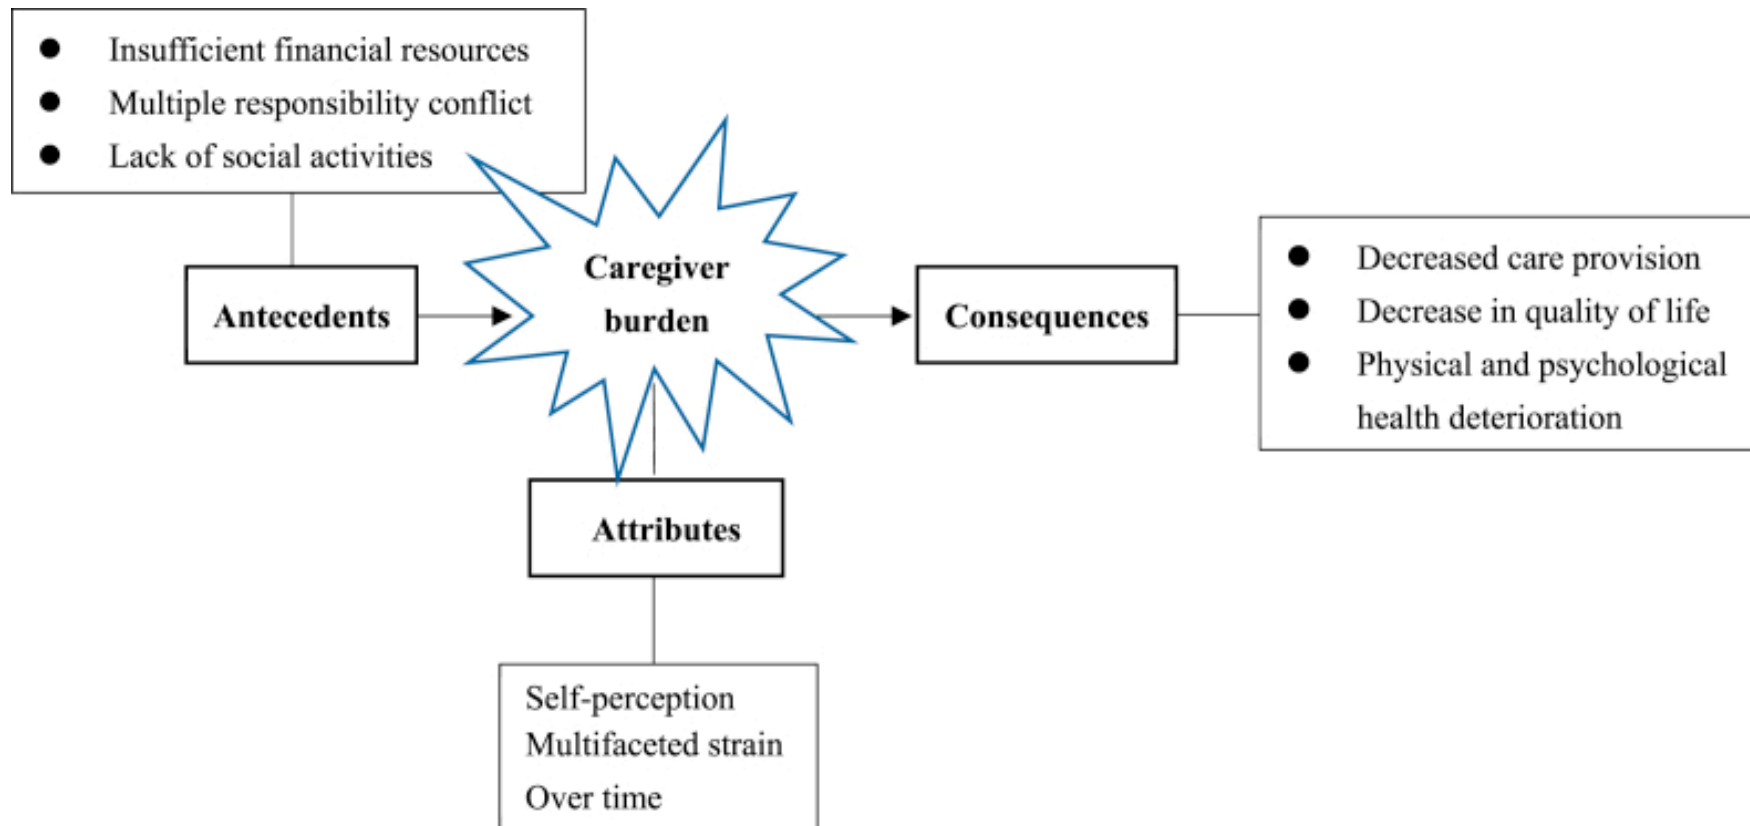 ● Insufficient financial resources
● Multiple responsibility conflict
● Lack of social activities
Antecedents
Caregiver
burden
Consequences
● Decreased care provision
● Decrease in quality of life
● Physical and psychological
health deterioration
Attributes
Self-perception
Multifaceted strain
Over time